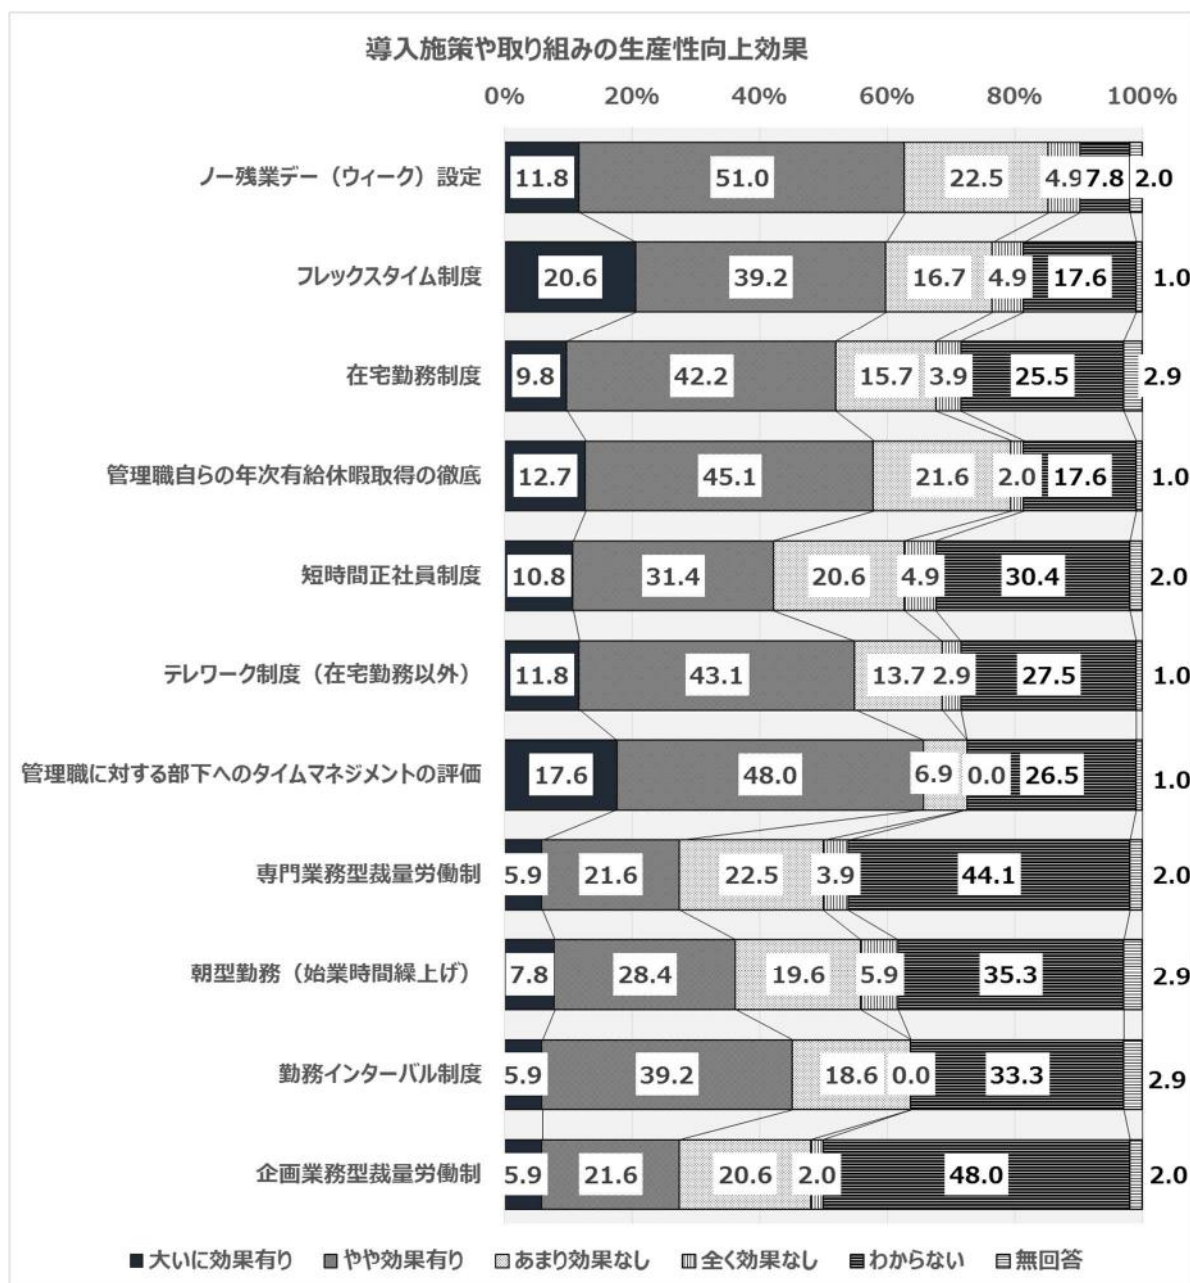 導入施策や取り組みの生産性向上効果
0% 20% 40% 60% 80% 100%
ノー残業デー（ウィーク）設定 11.8 51.0 22.5 4.9 7.8 2.0
フレックスタイム制度 20.6 39.2 16.7 4.9 17.6 1.0
在宅勤務制度 9.8 42.2 15.7 3.9 25.5 2.9
管理職自らの年次有給休暇取得の徹底 12.7 45.1 21.6 2.0 17.6 1.0
短時間正社員制度 10.8 31.4 20.6 4.9 30.4 2.0
テレワーク制度（在宅勤務以外） 11.8 43.1 13.7 2.9 27.5 1.0
管理職に対する部下へのタイムマネジメントの評価 17.6 48.0 6.9 0.0 26.5 1.0
専門業務型裁量労働制 5.9 21.6 22.5 3.9 44.1 2.0
朝型勤務（始業時間繰上げ） 7.8 28.4 19.6 5.9 35.3 2.9
勤務インターバル制度 5.9 39.2 18.6 0.0 33.3 2.9
企画業務型裁量労働制 5.9 21.6 20.6 2.0 48.0 2.0
大いに効果有り やや効果有り あまり効果なし 全く効果なし わからない 無回答